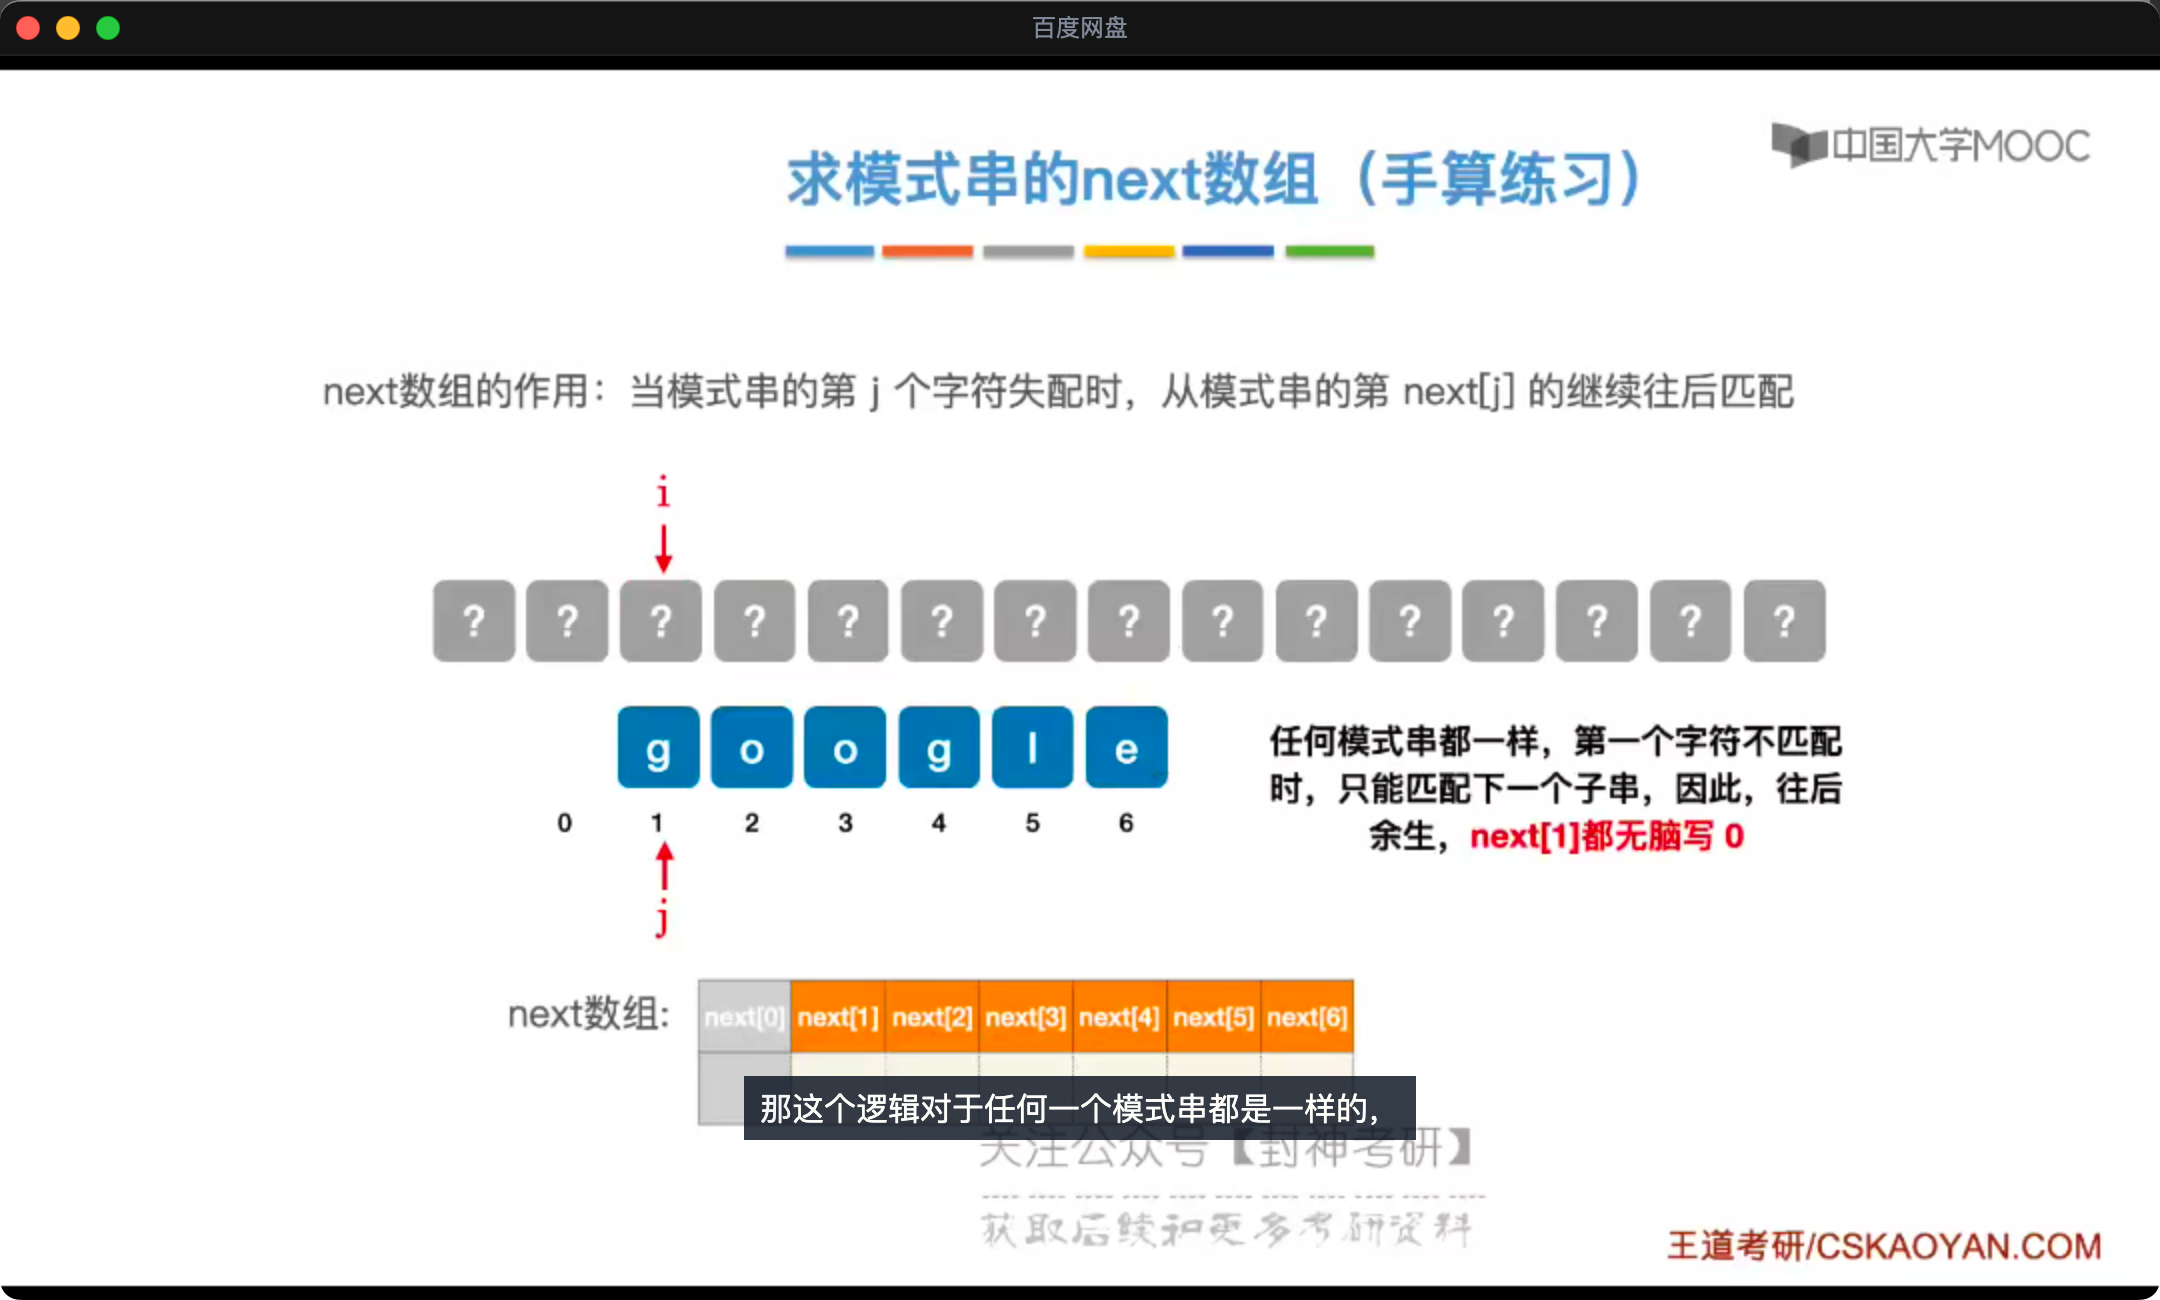 百度网盘
中国大学MOOC
求模式串的next数组（手算练习）
next数组的作用：当模式串的第 j 个字符失配时，从模式串的第 next[j] 的继续往后匹配
i
? ? ? ? ? ? ? ? ? ? ? ? ? ? ?
g o o g l e
0 1 2 3 4 5 6
j
任何模式串都一样，第一个字符不匹配
时，只能匹配下一个子串，因此，往后
余生，next[1]都无脑写 0
next数组:
next[0] next[1] next[2] next[3] next[4] next[5] next[6]
那这个逻辑对于任何一个模式串都是一样的，
关注公众号【封神考研】
获取后续和更多考研资料
王道考研/CSKAOYAN.COM